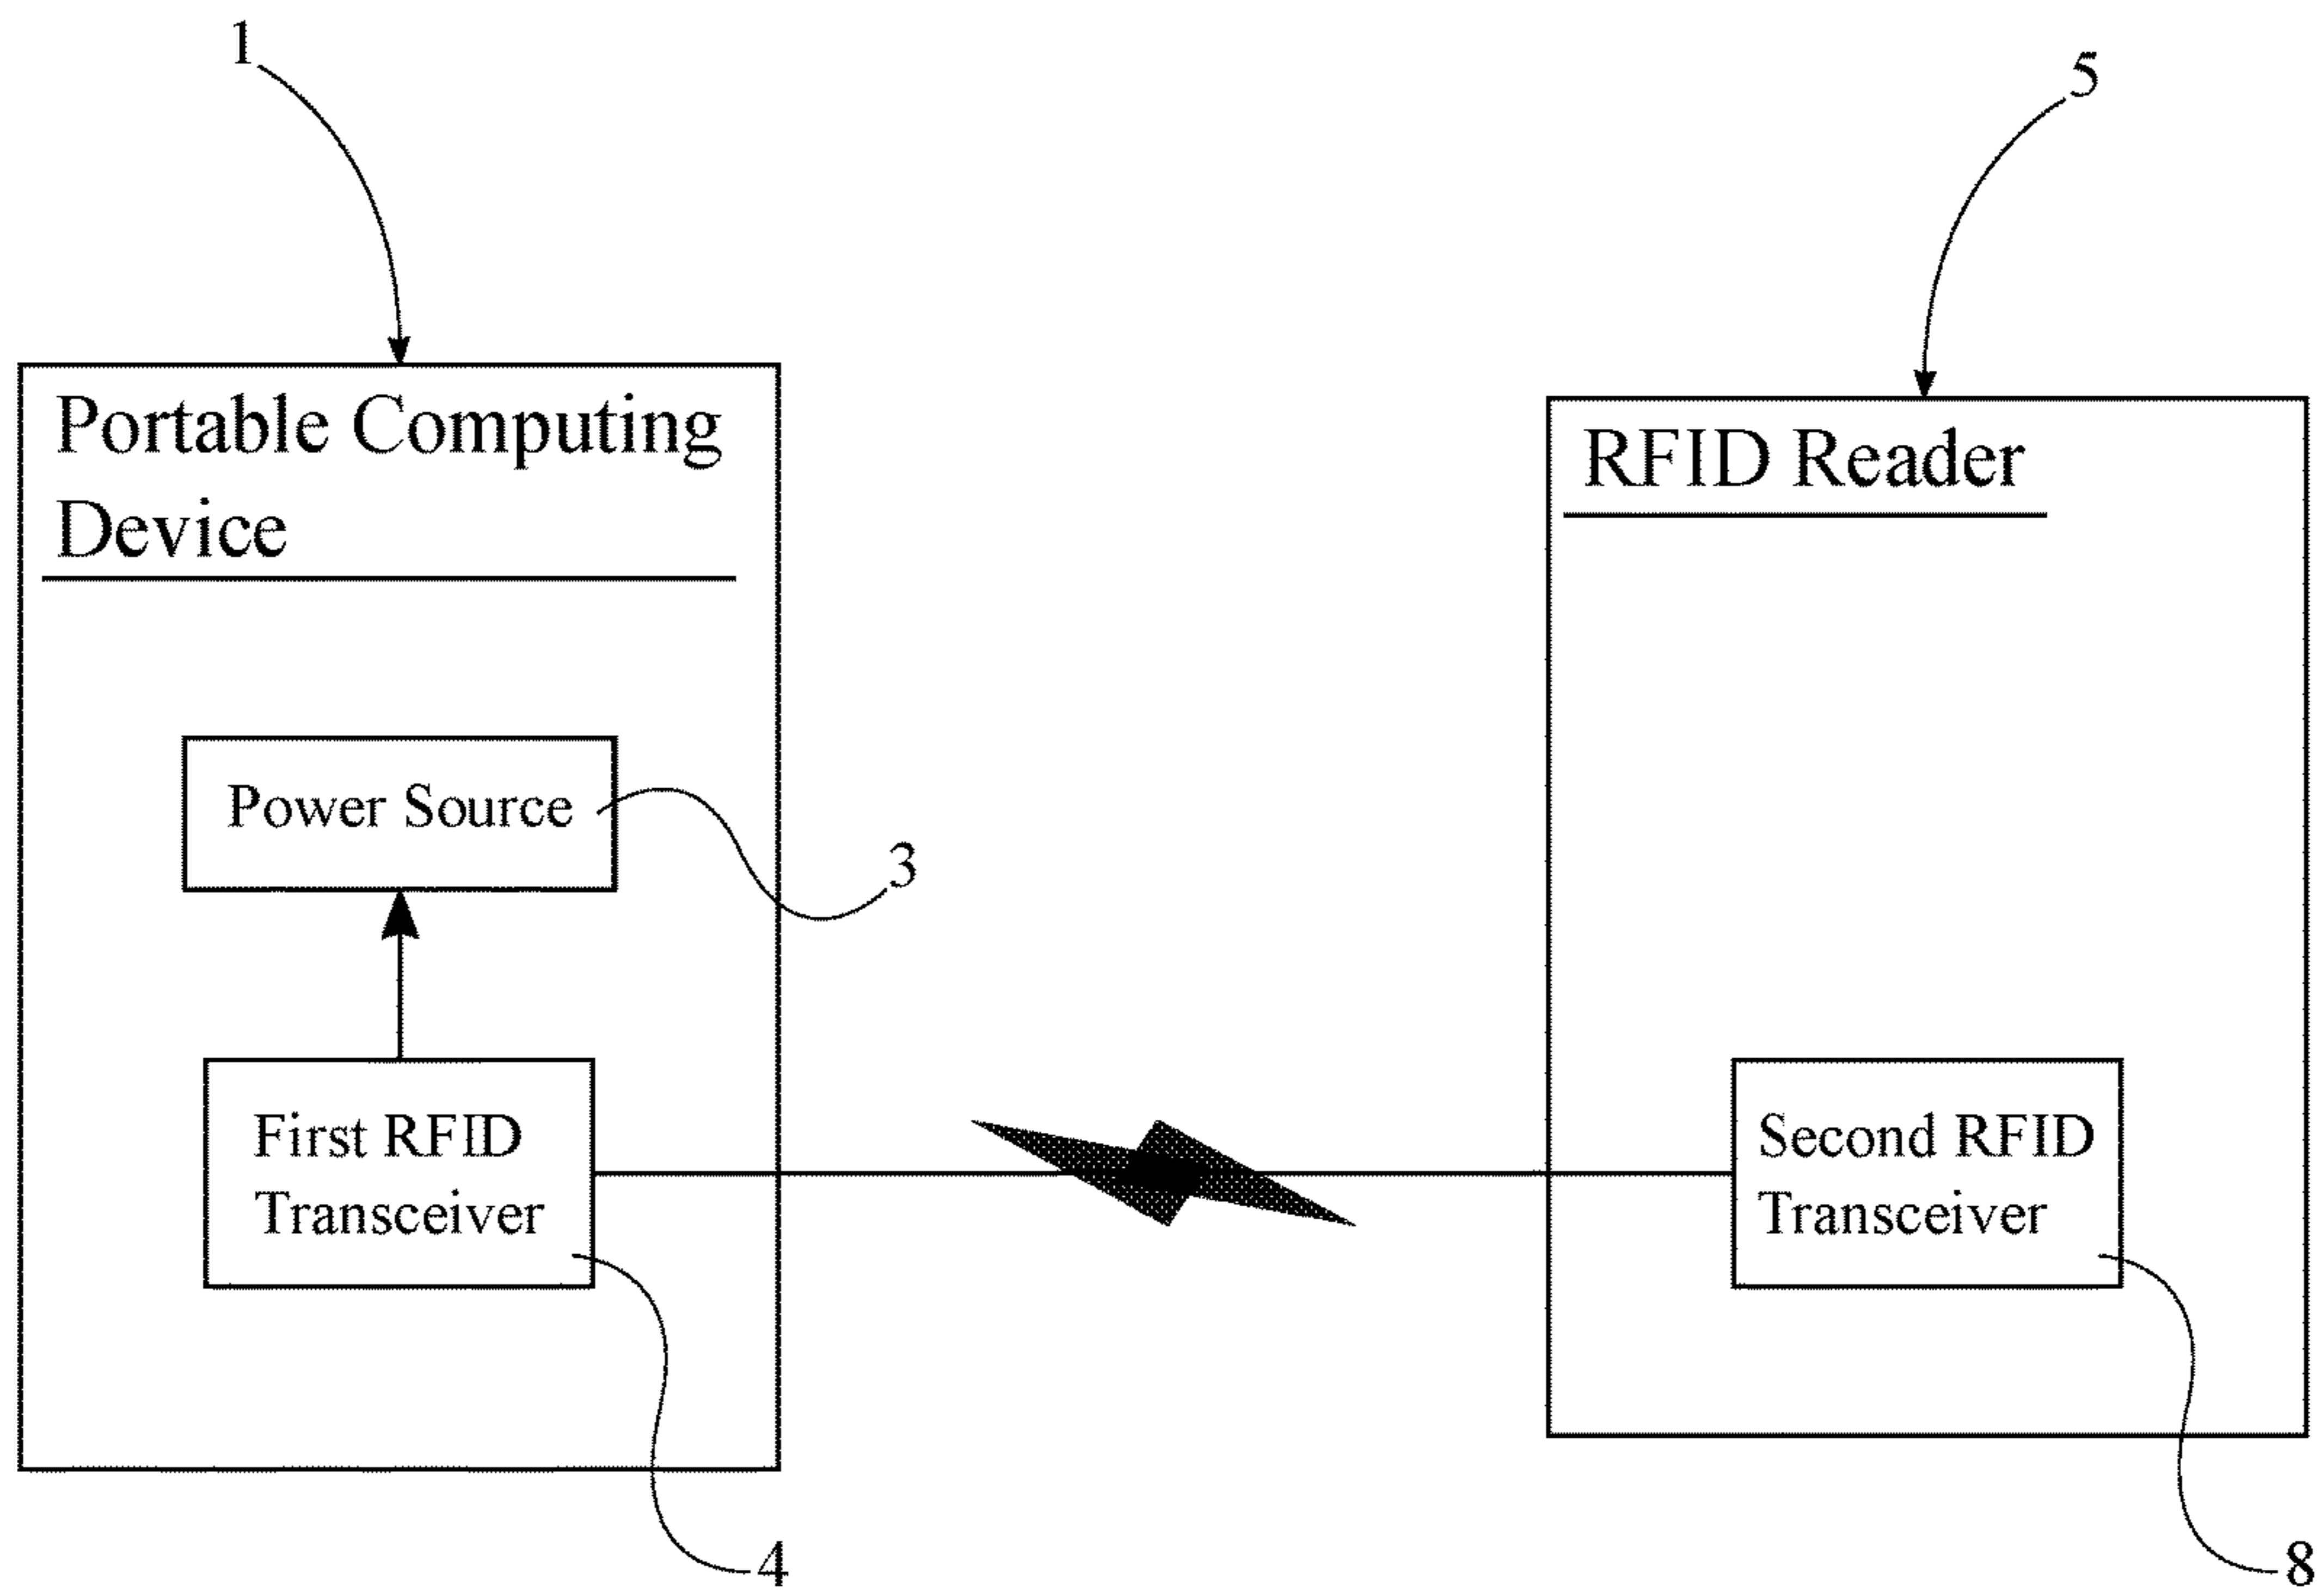 1
5
Portable Computing
Device
RFID Reader
Power Source
3
First RFID
Transceiver
Second RFID
Transceiver
4
8